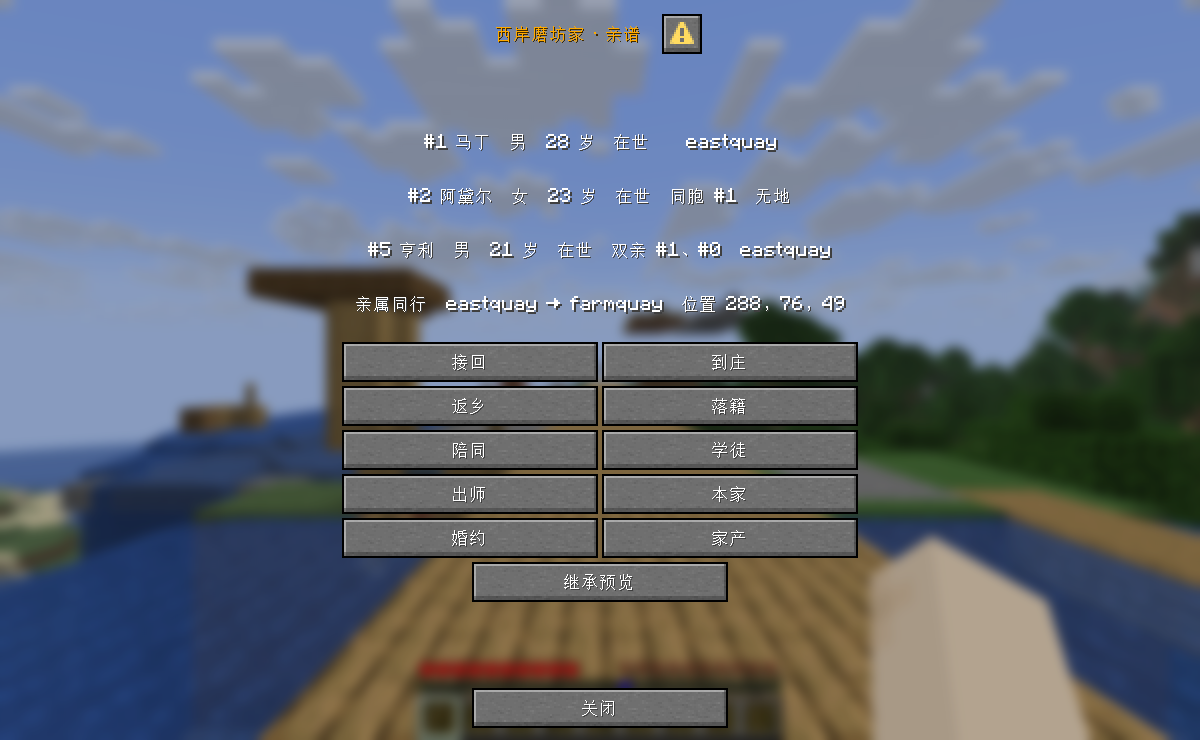 西岸磨坊家·亲谱
#1 马丁 男 28 岁 在世 eastquay
#2 阿黛尔 女 23 岁 在世 同胞 #1 无地
#5 亨利 男 21 岁 在世 双亲 #1、#0 eastquay
亲属同行 eastquay → farmquay 位置 288, 76, 49
接回 到庄
返乡 落籍
陪同 学徒
出师 本家
婚约 家产
继承预览
关闭